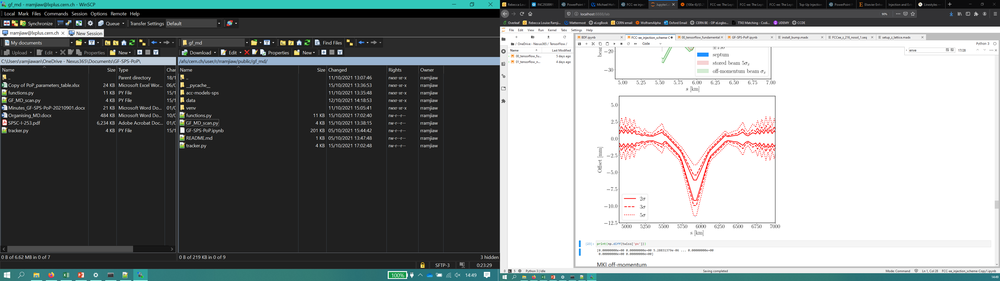 gf_md - rramjiaw@lxplus.cern.ch - WinSCP
Local Mark Files Commands Session Options Remote Help
Synchronize Queue Transfer Settings Default
rramjiaw@lxplus.cern.ch New Session
My documents
Upload Edit Properties New
C:\Users\ramjiawan\OneDrive - Nexus365\Documents\GF-SPS-PoP\
Name Size Type
.. Parent directory 18/1
Copy of PoP_parameters_table.xlsx 24 KB Microsoft Excel Wor... 06/0
functions.py 11 KB PY File 15/1
GF_MD_scan.py 4 KB PY File 15/1
Minutes_GF-SPS-PoP-20210901.docx 21 KB Microsoft Word Do... 01/0
Organising_MD.docx 484 KB Microsoft Word Do... 10/0
SPSC-I-253.pdf 6,234 KB Adobe Acrobat Doc... 01/0
tracker.py 4 KB PY File 15/1
0 B of 6.62 MB in 0 of 7
gf_md Find Files
Download Edit Properties New
/afs/cern.ch/user/r/rramjiaw/public/gf_md/
Name Size Changed Rights Owner
.. 11/10/2021 13:07:46 rwxr-xr-x rramjiaw
__pycache__ 15/10/2021 13:36:53 rwxr-xr-x rramjiaw
acc-models-sps 11/10/2021 13:35:48 rwxr-xr-x rramjiaw
data 12/10/2021 14:18:53 rwxr-xr-x rramjiaw
venv 11/10/2021 15:05:41 rwxr-xr-x rramjiaw
functions.py 11 KB 15/10/2021 17:02:40 rw-r--r-- rramjiaw
GF_MD_scan.py 4 KB 15/10/2021 13:38:15 rw-r--r-- rramjiaw
GF-SPS-PoP.ipynb 201 KB 05/10/2021 15:44:42 rw-r--r-- rramjiaw
README.md 1 KB 05/10/2021 13:47:48 rw-r--r-- rramjiaw
tracker.py 4 KB 15/10/2021 17:02:48 rw-r--r-- rramjiaw
0 B of 219 KB in 0 of 9 3 hidden
SFTP-3 0:23:29
100% 14:49
Rebecca Lou INC2938991 PowerPoint P Michael Hof FCC-ee inject JupyterLa (100e-6)/(0.2 FCC-ee: The Lept FCC-ee: The Lept FCC-ee: The Lept Top-Up Injection PowerPoint P Elsevier Enh Injection and Ext Linestyles —
localhost:8888/lab 90%
Overleaf Rebecca Louise Ramji... Mattermost eLogBook CERN email WolframAlpha Oxford Email CERN BE - OP eLogbo... TT43 Matching - Codi... UDEMY CCDE
File Edit View Run Kernel Tabs Settings Help
/ OneDrive - Nexus365 / TensorFlow /
Name Last Modified
00_tensorflow_fu... 5 days ago
01_tensorflow_n... 4 days ago
BDF.ipynb FCC-ee_injection_scheme-C 00_tensorflow_fundamental GF-SPS-PoP.ipynb install_bump.madx FCCee_z_216_nosol_1.seq setup_z_lattice.madx
Code Python 3
enve 17/28
septum
stored beam 5σx
off-momentum beam σx
−20
−30
5.00 5.25 5.50 5.75 6.00 6.25 6.50 6.75 7.00
s [km]
5.0
2.5
0.0
−2.5
−5.0
−7.5
−10.0
−12.5
Offset [mm]
2σ
3σ
5σ
5000 5250 5500 5750 6000 6250 6500 6750 7000
s [km]
[23]: print(np.diff(twiss['px']))
[0.00000000e+00 0.00000000e+00 5.28831379e-06 ... 0.00000000e+00
0.00000000e+00 0.00000000e+00]
MKI off-momentum
0 5 Python 3 | Idle Saving completed Mode: Command Ln 1, Col 28 FCC-ee_injection_scheme-Copy1.ipynb
14:49